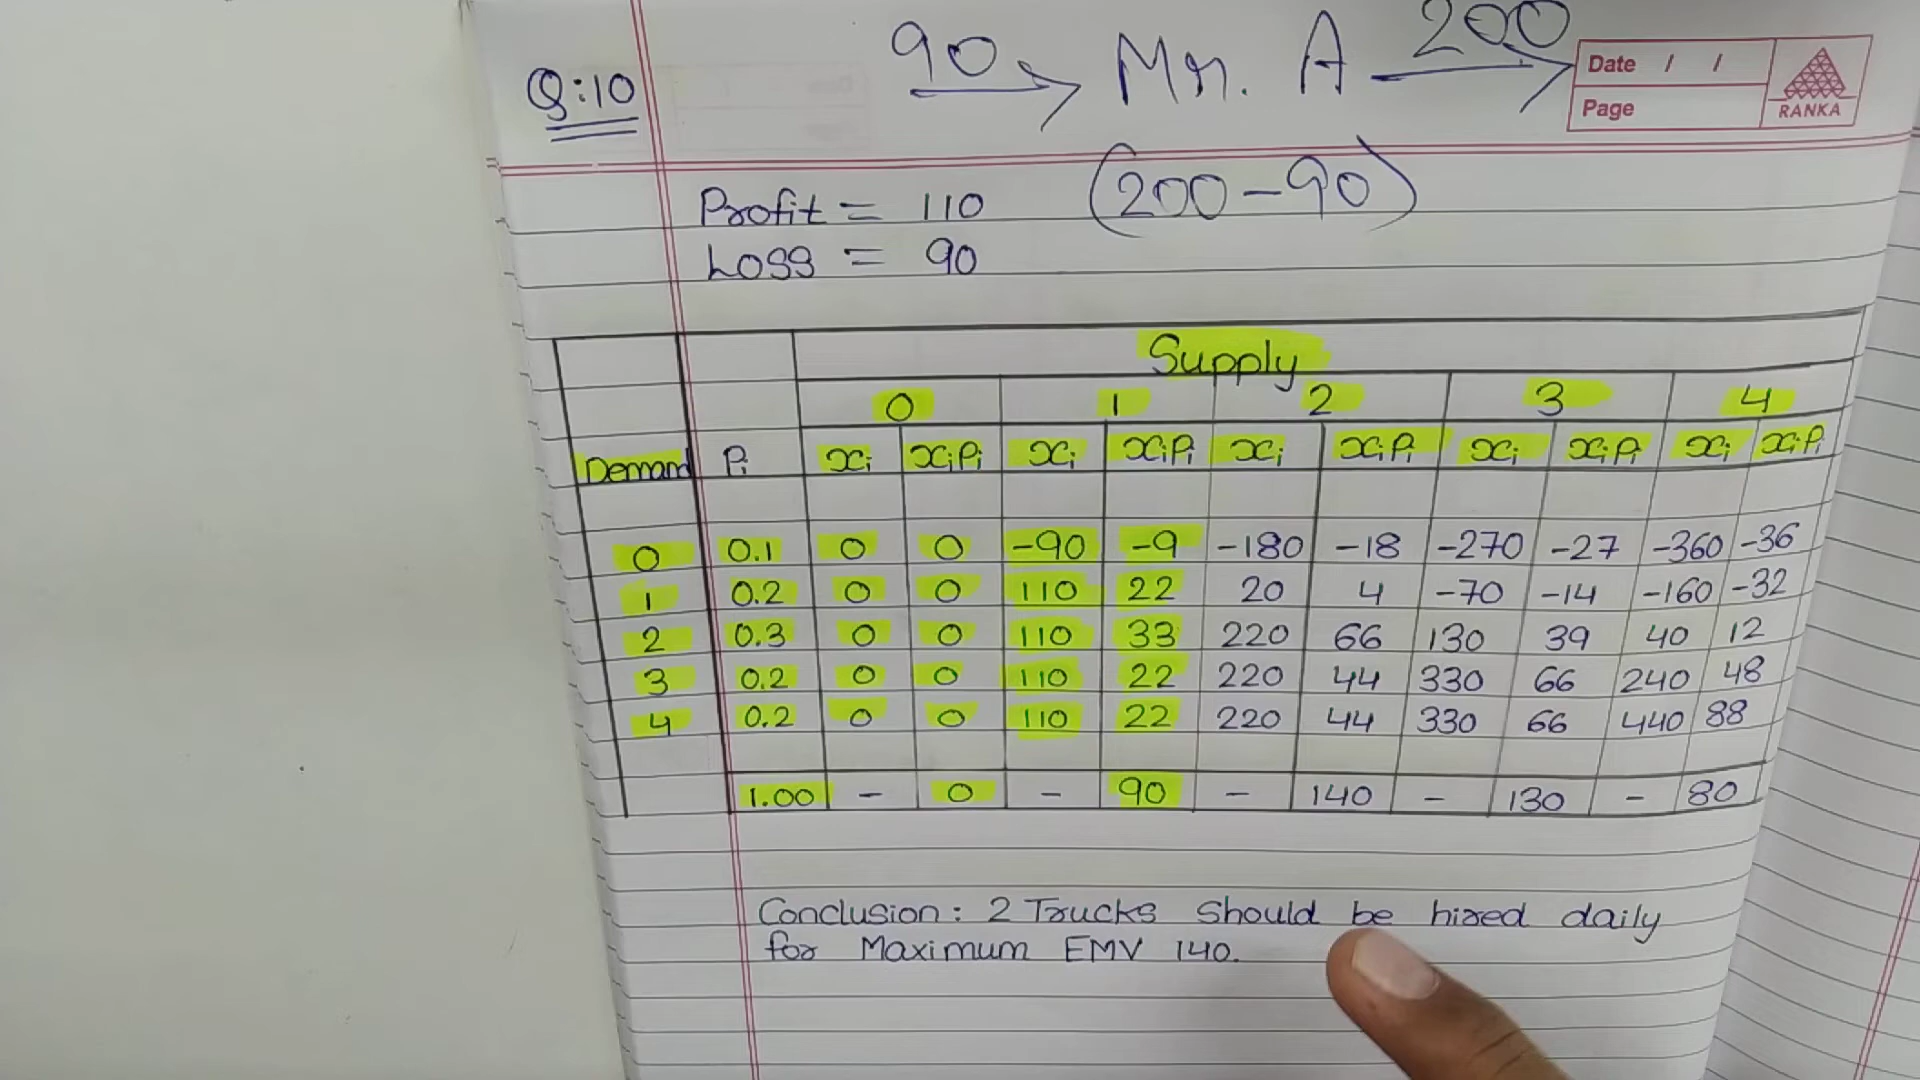 90 → Mr. A → 200
Q:10
Date / /
Page
RANKA
Profit = 110 (200-90)
Loss = 90
Supply
0 1 2 3 4
Demand Pi xi xiPi xi xiPi xi xiPi xi xiPi xi xiPi
0 0.1 0 0 -90 -9 -180 -18 -270 -27 -360 -36
1 0.2 0 0 110 22 20 4 -70 -14 -160 -32
2 0.3 0 0 110 33 220 66 130 39 40 12
3 0.2 0 0 110 22 220 44 330 66 240 48
4 0.2 0 0 110 22 220 44 330 66 440 88
1.00 - 0 - 90 - 140 - 130 - 80
Conclusion: 2 Trucks should be hired daily
for Maximum EMV 140.